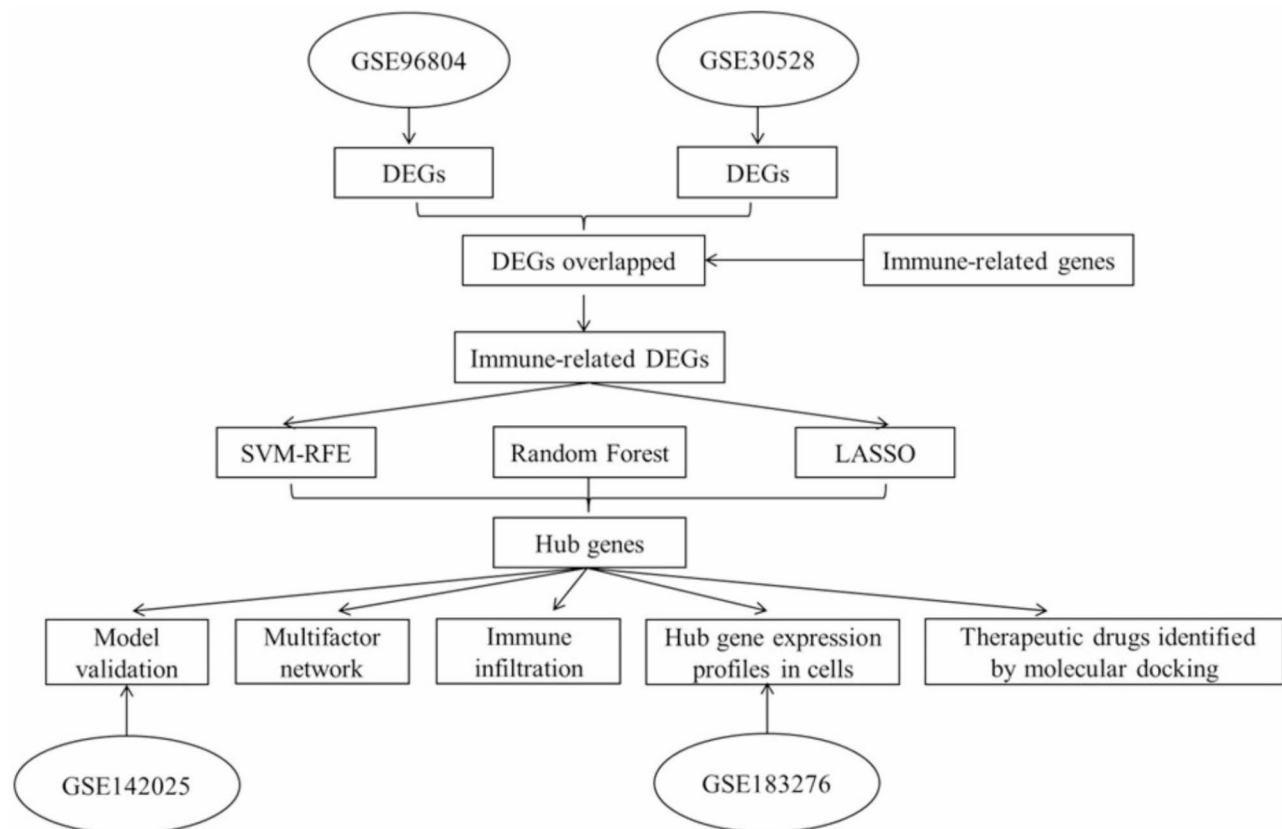 GSE96804
GSE30528
DEGs
DEGs
DEGs overlapped
Immune-related genes
Immune-related DEGs
SVM-RFE
Random Forest
LASSO
Hub genes
Model
validation
Multifactor
network
Immune
infiltration
Hub gene expression
profiles in cells
Therapeutic drugs identified
by molecular docking
GSE142025
GSE183276